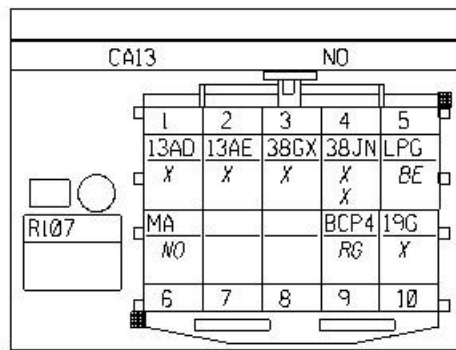 CA13 NO
1 2 3 4 5
13AD 13AE 38GX 38JN LPG
X X X X BE
X
R107
MA BCP4 19G
NO RG X
6 7 8 9 10